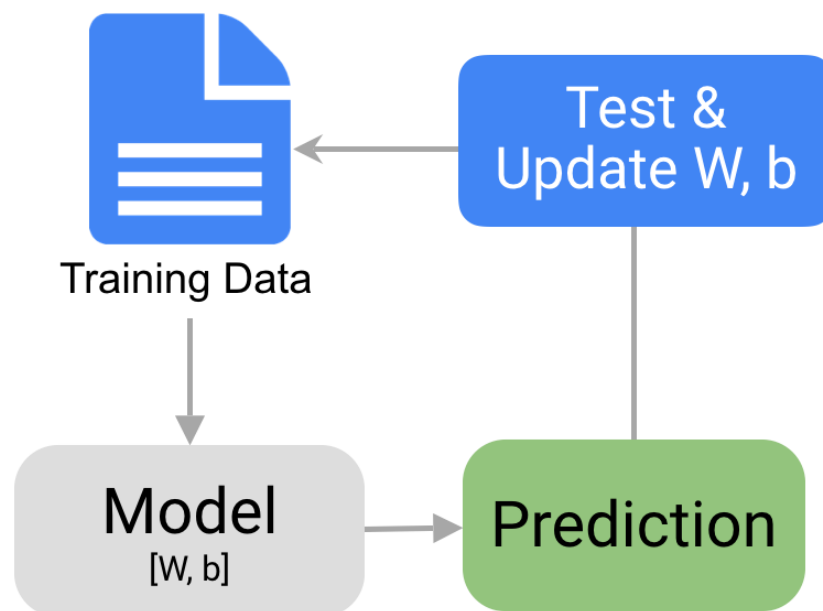 Test &
Update W, b
Training Data
Model
[W, b]
Prediction